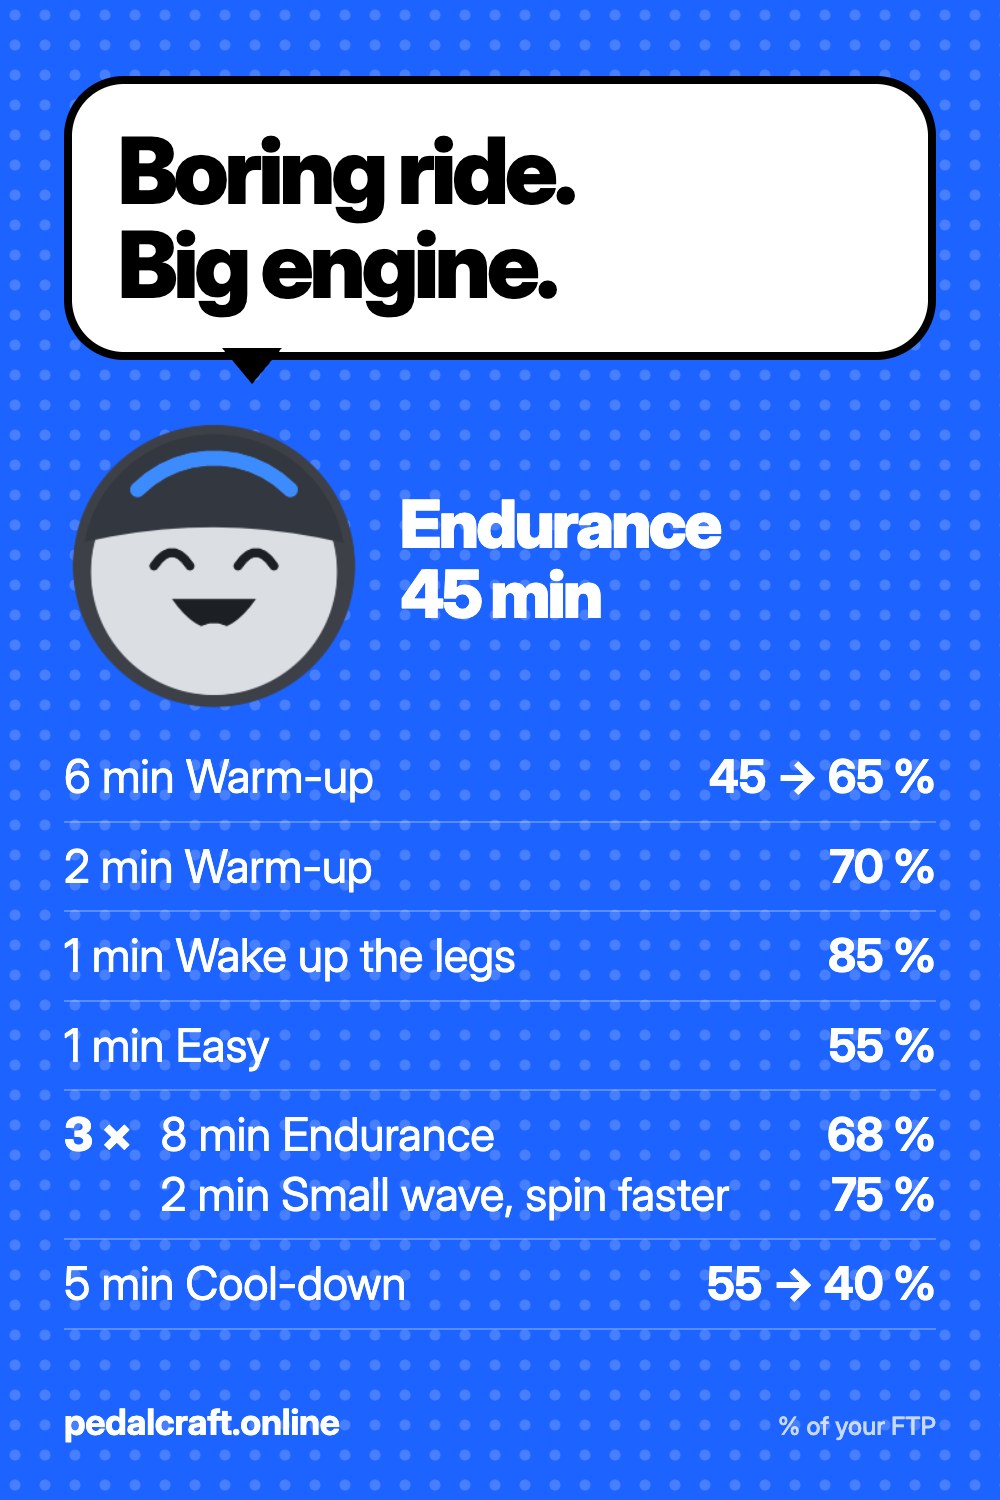 Boring ride.
Big engine.
Endurance
45 min
6 min Warm-up 45 → 65 %
2 min Warm-up 70 %
1 min Wake up the legs 85 %
1 min Easy 55 %
3 × 8 min Endurance 68 %
2 min Small wave, spin faster 75 %
5 min Cool-down 55 → 40 %
pedalcraft.online % of your FTP